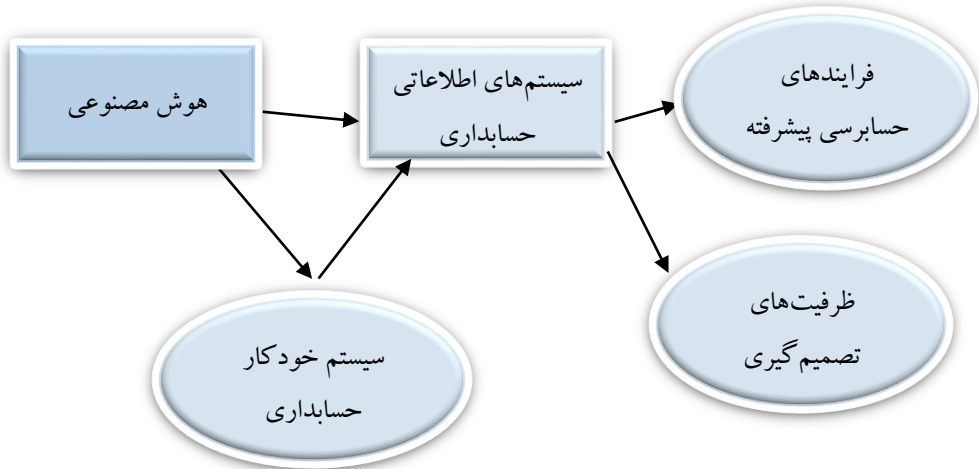 هوش مصنوعی
سیستم‌های اطلاعاتی
حسابداری
فرایندهای
حسابرسی پیشرفته
ظرفیت‌های
تصمیم‌گیری
سیستم خودکار
حسابداری